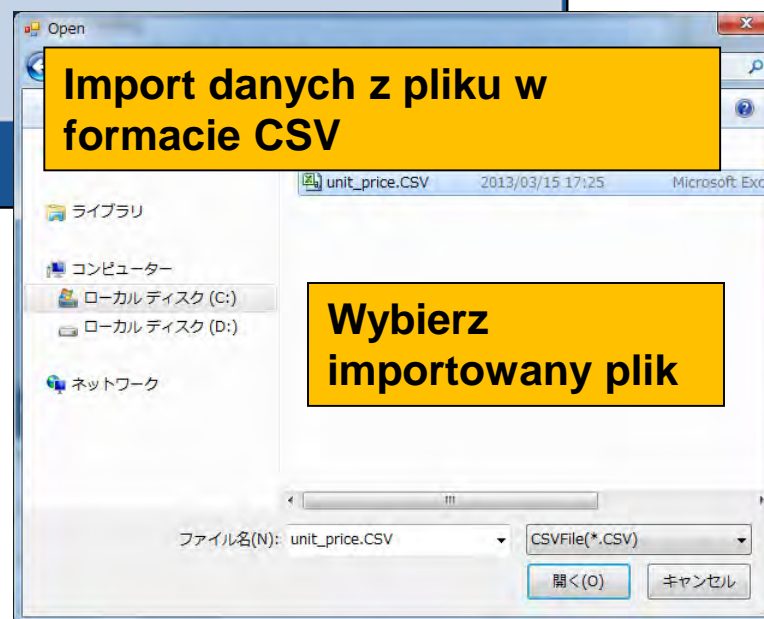 Open
Import danych z pliku w
formacie CSV
unit_price.CSV 2013/03/15 17:25 Microsoft Exc
ライブラリ
コンピューター
ローカル ディスク (C:)
ローカル ディスク (D:)
Wybierz
importowany plik
ネットワーク
ファイル名(N): unit_price.CSV CSVFile(*.CSV)
開く(O) キャンセル